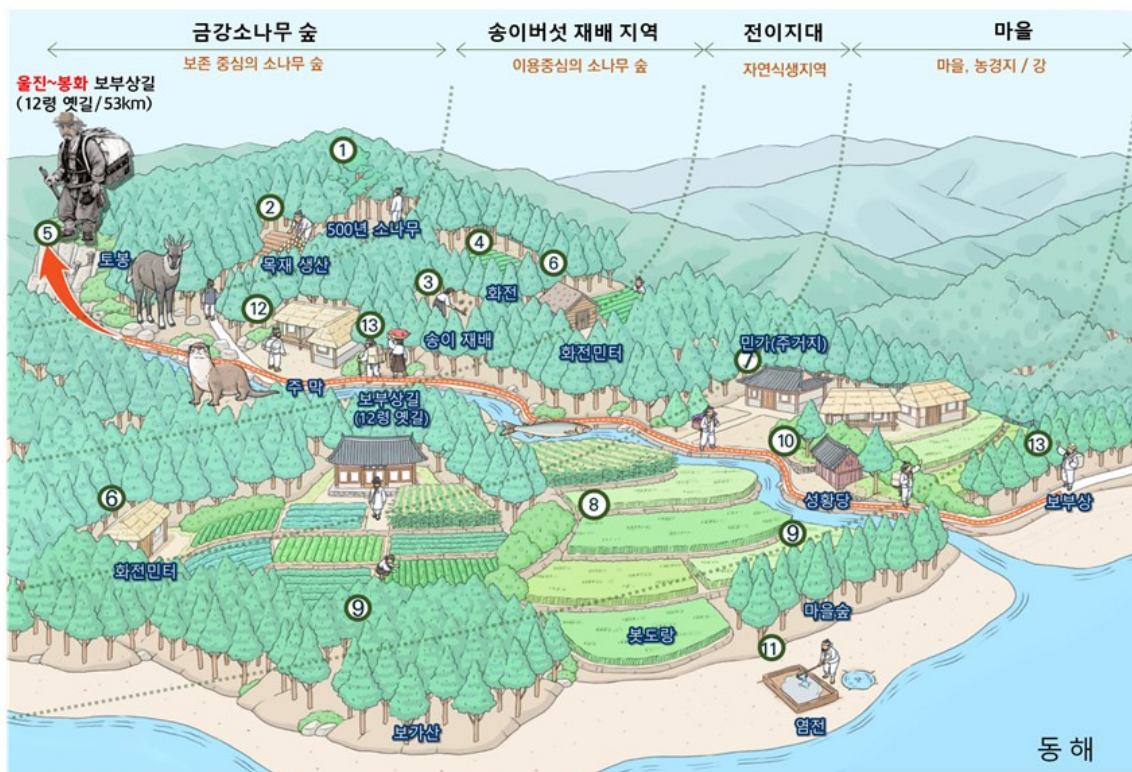 금강소나무 숲
송이버섯 재배 지역
전이지대
마을
보존 중심의 소나무 숲
이용중심의 소나무 숲
자연식생지역
마을, 농경지 / 강
울진~봉화 보부상길
(12령 옛길/53km)
①
②
500년 소나무
⑤
④
토봉
목재 생산
⑥
③
화전
⑫
⑬
송이 재배
화전민터
민가(주거지)
⑦
주 막
보부상길
(12령 옛길)
⑩
⑬
성황당
보부상
⑥
⑧
⑨
화전민터
⑨
마을숲
봇도랑
⑪
보가산
염전
동 해